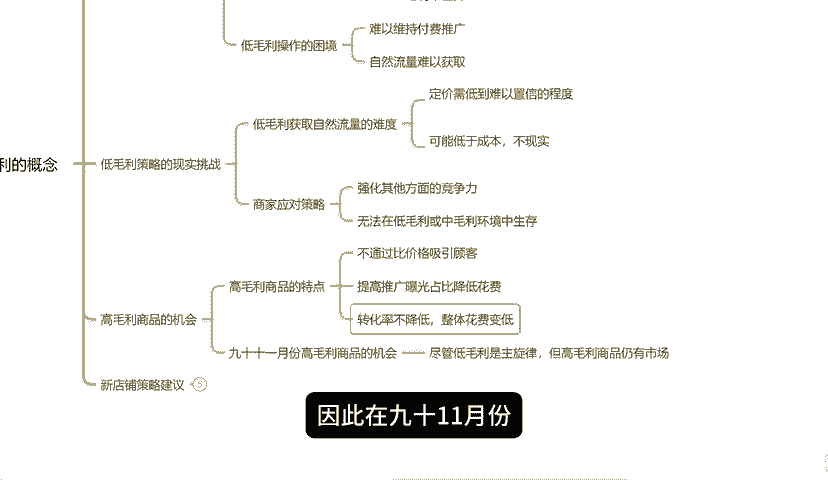 难以维持付费推广
低毛利操作的困境
自然流量难以获取
定价需低到难以置信的程度
低毛利获取自然流量的难度
可能低于成本，不现实
利的概念
低毛利策略的现实挑战
强化其他方面的竞争力
商家应对策略
无法在低毛利或中毛利环境中生存
不通过比价格吸引顾客
高毛利商品的特点
提高推广曝光占比降低花费
高毛利商品的机会
转化率不降低，整体花费变低
九十十一月份高毛利商品的机会
尽管低毛利是主旋律，但高毛利商品仍有市场
新店铺策略建议
5
因此在九十11月份